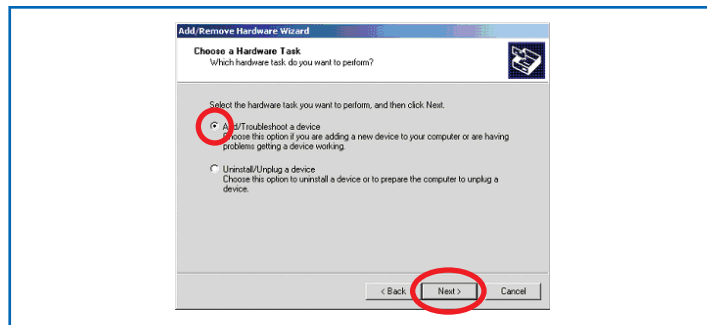 Add/Remove Hardware Wizard
Choose a Hardware Task
Which hardware task do you want to perform?
Select the hardware task you want to perform, and then click Next.
Add/Troubleshoot a device
Choose this option if you are adding a new device to your computer or are having
problems getting a device working.
Uninstall/Unplug a device
Choose this option to uninstall a device or to prepare the computer to unplug a
device.
< Back Next > Cancel